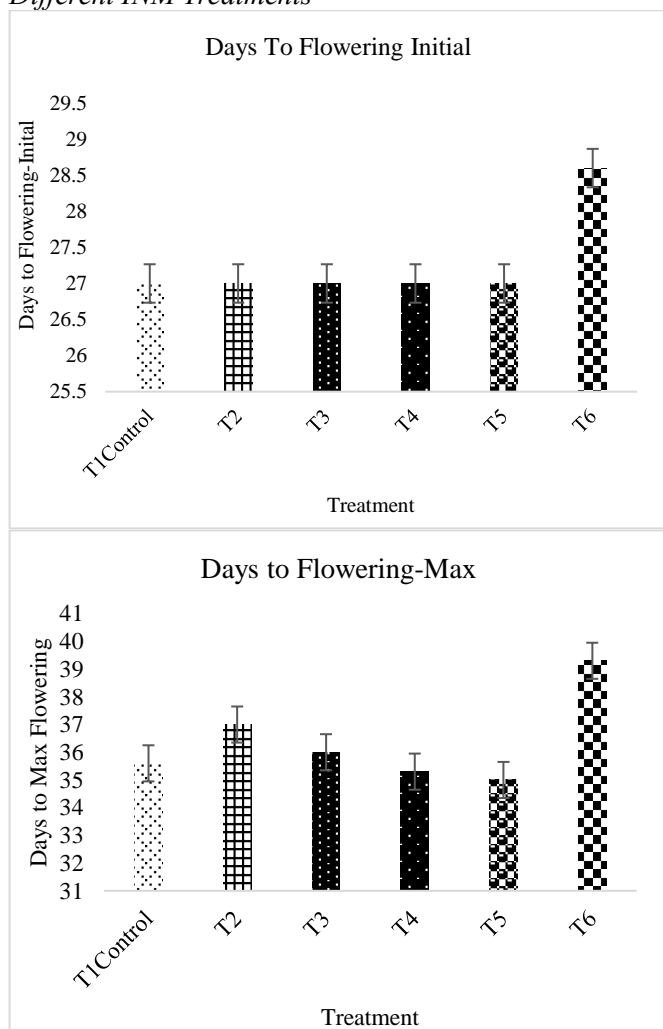 Different INM Treatments
Days To Flowering Initial
Days to Flowering-Inital
29.5
29
28.5
28
27.5
27
26.5
26
25.5
T1Control
T2
T3
T4
T5
T6
Treatment
Days to Flowering-Max
Days to Max Flowering
41
40
39
38
37
36
35
34
33
32
31
T1Control
T2
T3
T4
T5
T6
Treatment